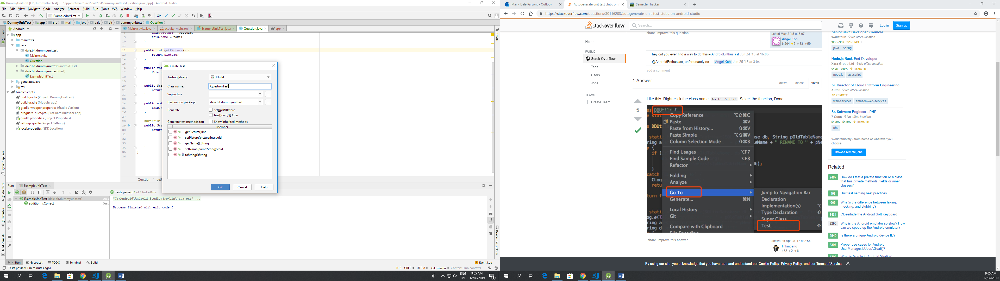 DummyUnitTest [H:\DummyUnitTest] - ...\app\src\main\java\dale\bit\dummyunittest\Question.java [app] - Android Studio
File Edit View Navigate Code Analyze Refactor Build Run Tools VCS Window Help
ExampleUnitTest
Git:
DummyUnitTest app src main java dale bit dummyunittest Question
Android
MainActivity.java activity_main.xml ExampleUnitTest.java Question.java app
1: Project
app
manifests
java
dale.bit.dummyunittest
MainActivity
Question
dale.bit.dummyunittest (androidTest)
dale.bit.dummyunittest (test)
ExampleUnitTest
generatedJava
res
Gradle Scripts
build.gradle (Project: DummyUnitTest)
build.gradle (Module: app)
gradle-wrapper.properties (Gradle Version)
proguard-rules.pro (ProGuard Rules for app)
gradle.properties (Project Properties)
settings.gradle (Project Settings)
local.properties (SDK Location)
Layout Captures
Z: Structure
2: Favorites
Build Variants
8 this.picture = picture;
9 this.name = name;
10 }
11
12 public int getPicture() {
13 return picture;
14 }
15
16 public voi
17 this.p
18 }
19
20 public Str
21 return
22 }
23
24 public voi
25 this.n
26 }
27
28 @Override
29 public Str
30 return
31
32
33
34 }
35 }
36
Question
Gradle
Device File Explorer
Create Test
Testing library: JUnit4
Class name: QuestionTest
Superclass: ...
Destination package: dale.bit.dummyunittest ...
Generate: setUp/@Before
tearDown/@After
Generate test methods for: Show inherited methods
Member
m getPicture():int
m setPicture(picture:int):void
m getName():String
m setName(name:String):void
m toString():String
OK Cancel Help
Run: ExampleUnitTest
Tests passed: 1 of 1 test – 0 ms
ExampleUnitTest (dale.bit.dummyunittest) 0 ms
addition_isCorrect 0 ms
"C:\Android\Android Studio\jre\bin\java.exe" ...
Process finished with exit code 0
4: Run 6: Logcat TODO Terminal Build
1 Event Log
Tests passed: 1 (6 minutes ago)
1:13 CRLF UTF-8 Git: master Context: <no context>
ENG
MI
9:05 AM
12/06/2019
3
Mail - Dale Parsons - Outlook
Autogenerate unit test stubs on
Semester Tracker
https://stackoverflow.com/questions/30116203/autogenerate-unit-test-stubs-on-android-studio
stackoverflow
Search...
Log in
Sign up
Home
PUBLIC
Stack Overflow
Tags
Users
Jobs
TEAMS
Create Team
share improve this question
asked May 8 '15 at 5:07
Angel Koh
6,304 5 33 59
hey did you ever find a way to do this – AndroidEnthusiast Jun 24 '15 at 16:06
@AndroidEnthusiast, unfortunately no. – Angel Koh Jun 25 '15 at 3:04
add a comment
1 Answer
active oldest votes
5
Like this: Right-click the class name. Go To -> Test. Select the function, Done.
ss DBUtils {
Copy Reference ⌥⇧⌘C
Paste ⌘V
Paste from History... ⇧⌘V
Paste Simple ⌥⇧⌘V
Column Selection Mode ⇧⌘8
Find Usages ⌥F7
Find Sample Code ⌥F8
Refactor
Folding
Analyze
Go To
Generate... ⌘N
Local History
Git
Compare with Clipboard
Jump to Navigation Bar
Declaration
Implementation(s)
Type Declaration
Super Class
Test
e stat
e DBUt
static
ring a
y {
if (
}
catch
CLog
retu
turn f
static
ring a
ring d
se db, String pOldTableName
leName + " RENAME TO " + pNe
db);
share improve this answer
answered Apr 28 '17 at 2:54
linkaipeng
152 2 6
Senior Java Developer - Remote
Wallethub No office location
$2K - $5K REMOTE
java spring
Node.js Back-End Developer
Xara Group Ltd No office location
€40K - €60K REMOTE
node.js javascript
Sr. Director of Cloud Platform Engineering
Auth0 No office location
REMOTE
web-services amazon-web-services
Sr. Software Engineer - PHP
7 Cups No office location
$100K - $120K REMOTE
php
Work remotely - from home or wherever you
choose.
Browse remote jobs
Related
2487 How do I test a private function or a class
that has private methods, fields or inner
classes?
498 Unit test naming best practices
606 What's the difference between faking,
mocking, and stubbing?
3481 Close/hide the Android Soft Keyboard
3290 Why is the Android emulator so slow? How
can we speed up the Android emulator?
2540 Is there a unique Android device ID?
3397 Proper use cases for Android
UserManager.isUserAGoat()?
What is Gradle in Android Studio?
By using our site, you acknowledge that you have read and understand our Cookie Policy, Privacy Policy, and our Terms of Service.
9:05 AM
12/06/2019